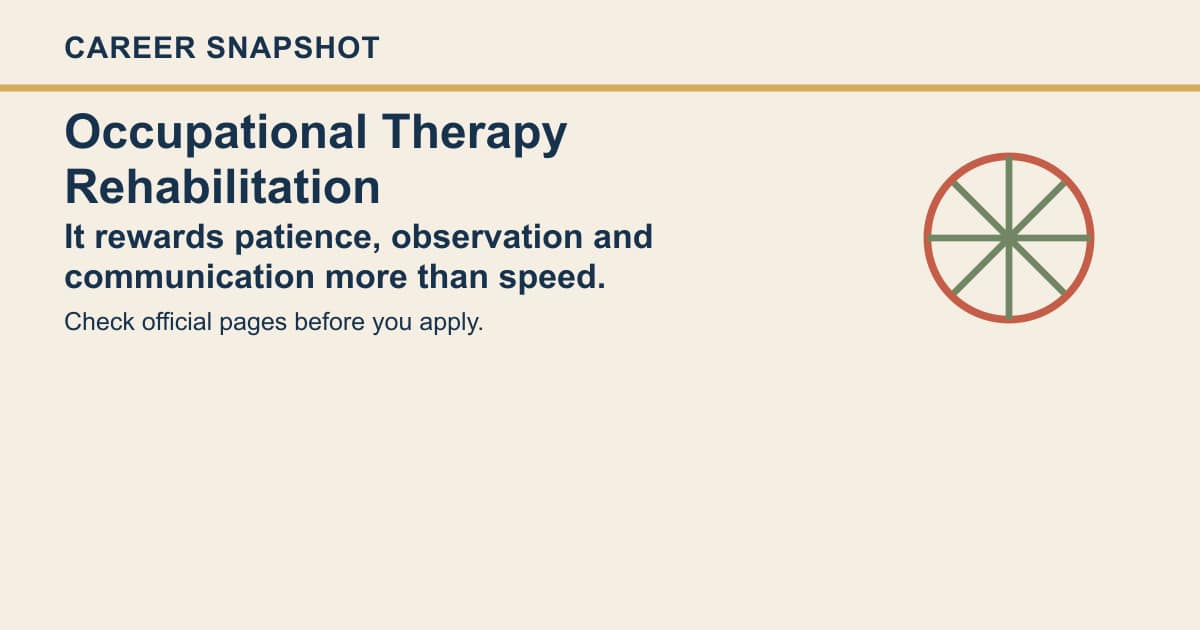 CAREER SNAPSHOT
Occupational Therapy
Rehabilitation
It rewards patience, observation and
communication more than speed.
Check official pages before you apply.